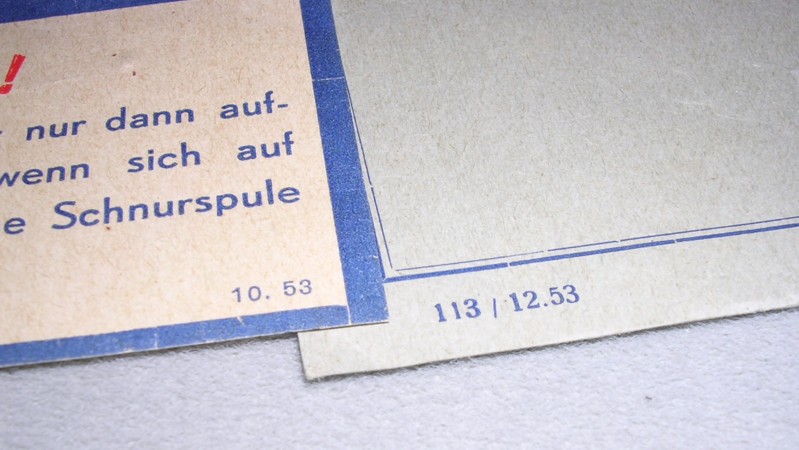 !
nur dann auf-
wenn sich auf
e Schnurspule
10. 53
113 / 12.53